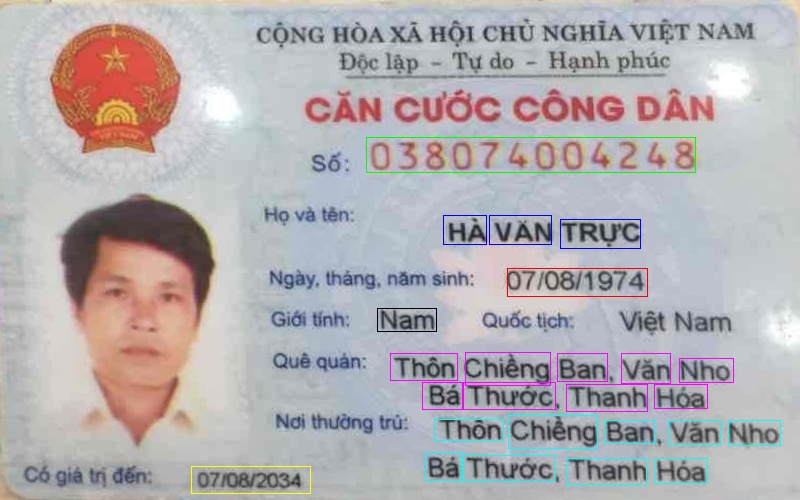 CỘNG HÒA XÃ HỘI CHỦ NGHĨA VIỆT NAM
Độc lập - Tự do - Hạnh phúc
CĂN CƯỚC CÔNG DÂN
Số: 038074004248
Họ và tên:
HÀ VĂN TRỰC
Ngày, tháng, năm sinh: 07/08/1974
Giới tính: Nam Quốc tịch: Việt Nam
Quê quán: Thôn Chiềng Ban, Văn Nho
Bá Thước, Thanh Hóa
Nơi thường trú: Thôn Chiềng Ban, Văn Nho
Bá Thước, Thanh Hóa
Có giá trị đến: 07/08/2034